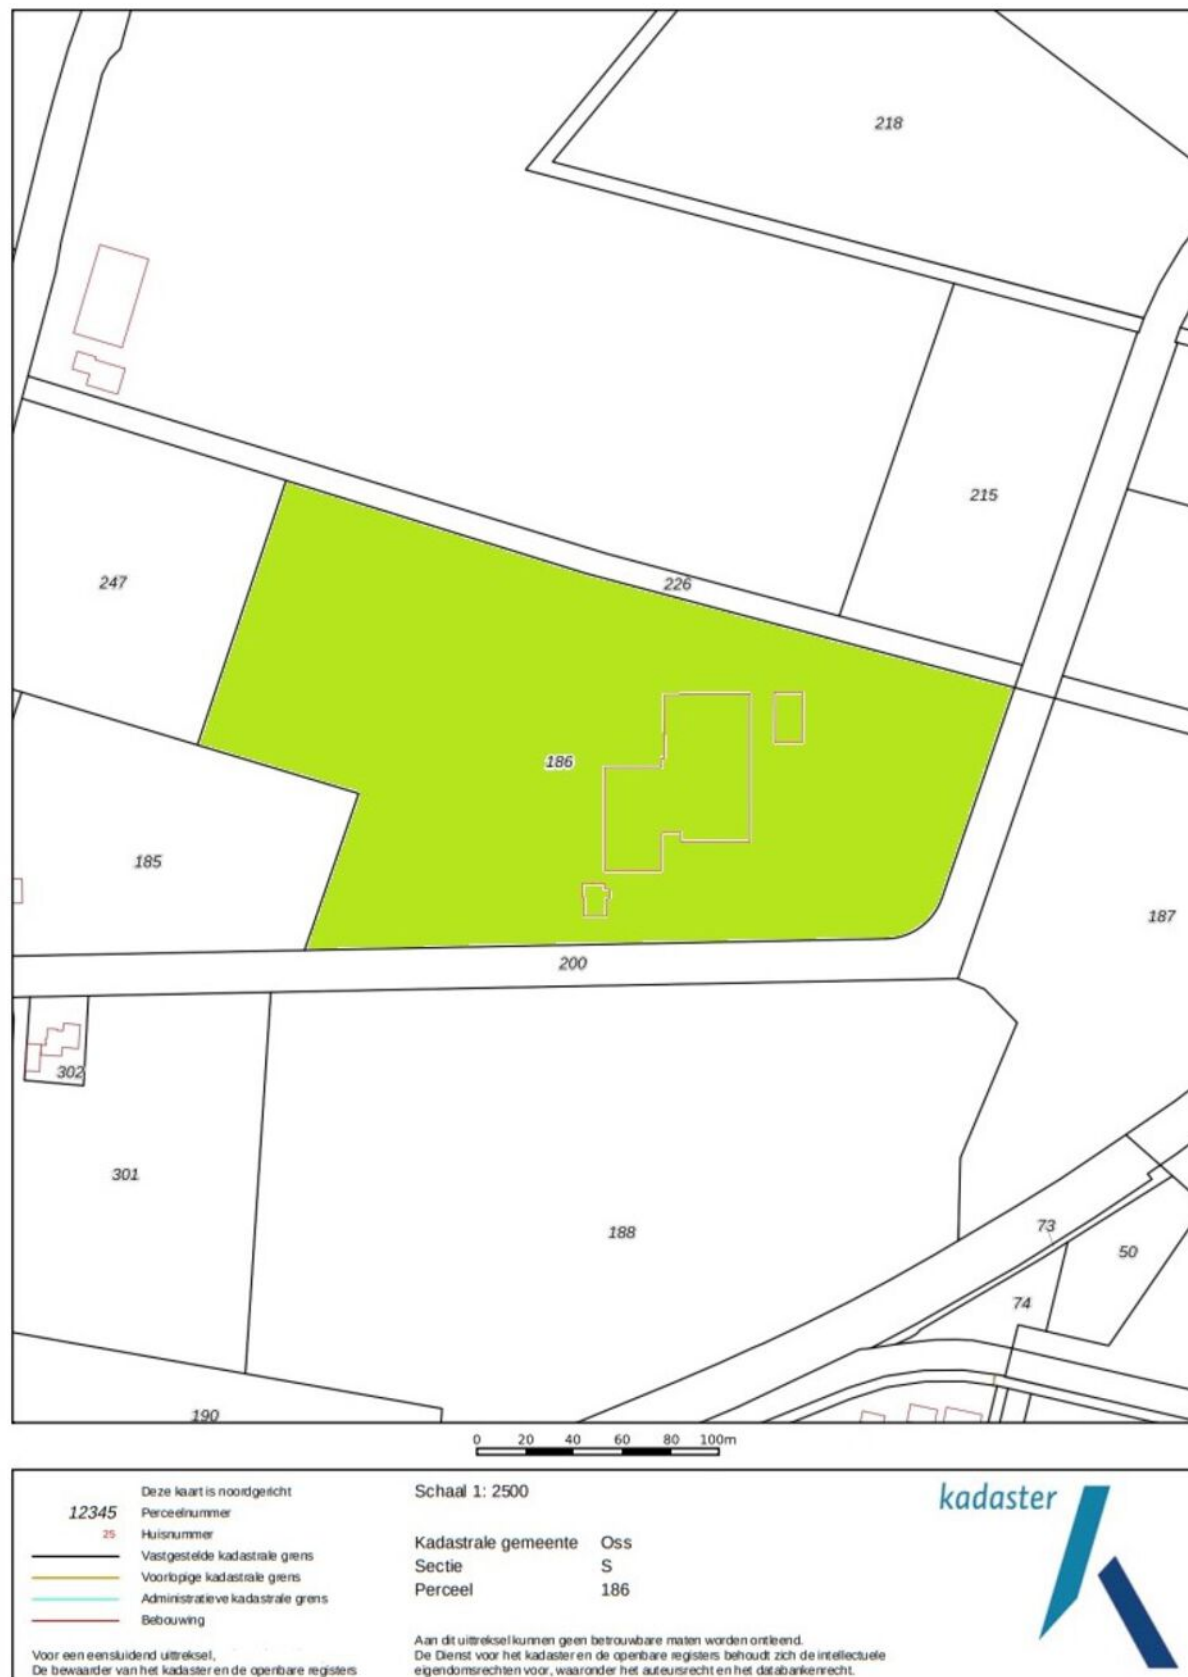 218
215
247
226
186
185
187
200
302
301
188
73
50
74
190
0 20 40 60 80 100m
Deze kaart is noordgericht
12345 Perceelnummer
25 Huisnummer
Vastgestelde kadastrale grens
Voorlopige kadastrale grens
Administratieve kadastrale grens
Bebouwing
Voor een eensluidend uittreksel,
De bewaarder van het kadaster en de openbare registers
Schaal 1: 2500
Kadastrale gemeente Oss
Sectie S
Perceel 186
Aan dit uittreksel kunnen geen betrouwbare maten worden ontleend.
De Dienst voor het kadaster en de openbare registers behoudt zich de intellectuele
eigendomsrechten voor, waaronder het auteursrecht en het databankenrecht.
kadaster